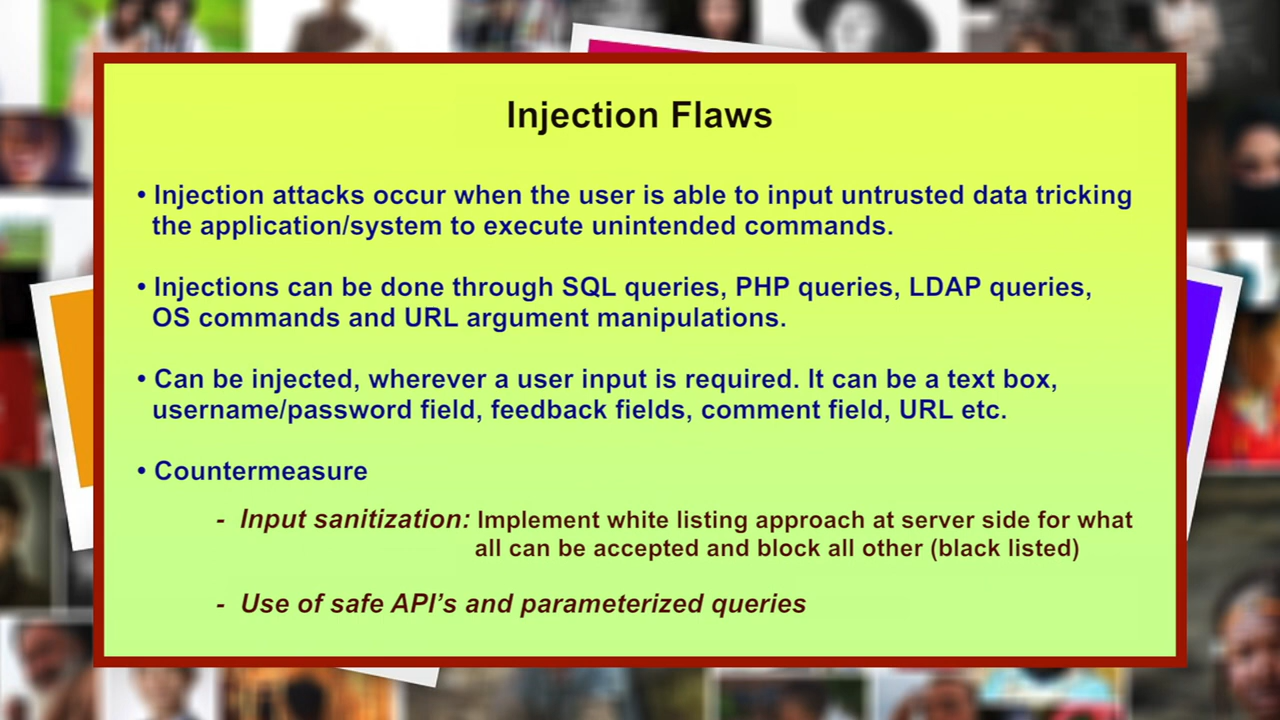 Injection Flaws
• Injection attacks occur when the user is able to input untrusted data tricking
the application/system to execute unintended commands.
• Injections can be done through SQL queries, PHP queries, LDAP queries,
OS commands and URL argument manipulations.
• Can be injected, wherever a user input is required. It can be a text box,
username/password field, feedback fields, comment field, URL etc.
• Countermeasure
- Input sanitization: Implement white listing approach at server side for what
all can be accepted and block all other (black listed)
- Use of safe API’s and parameterized queries